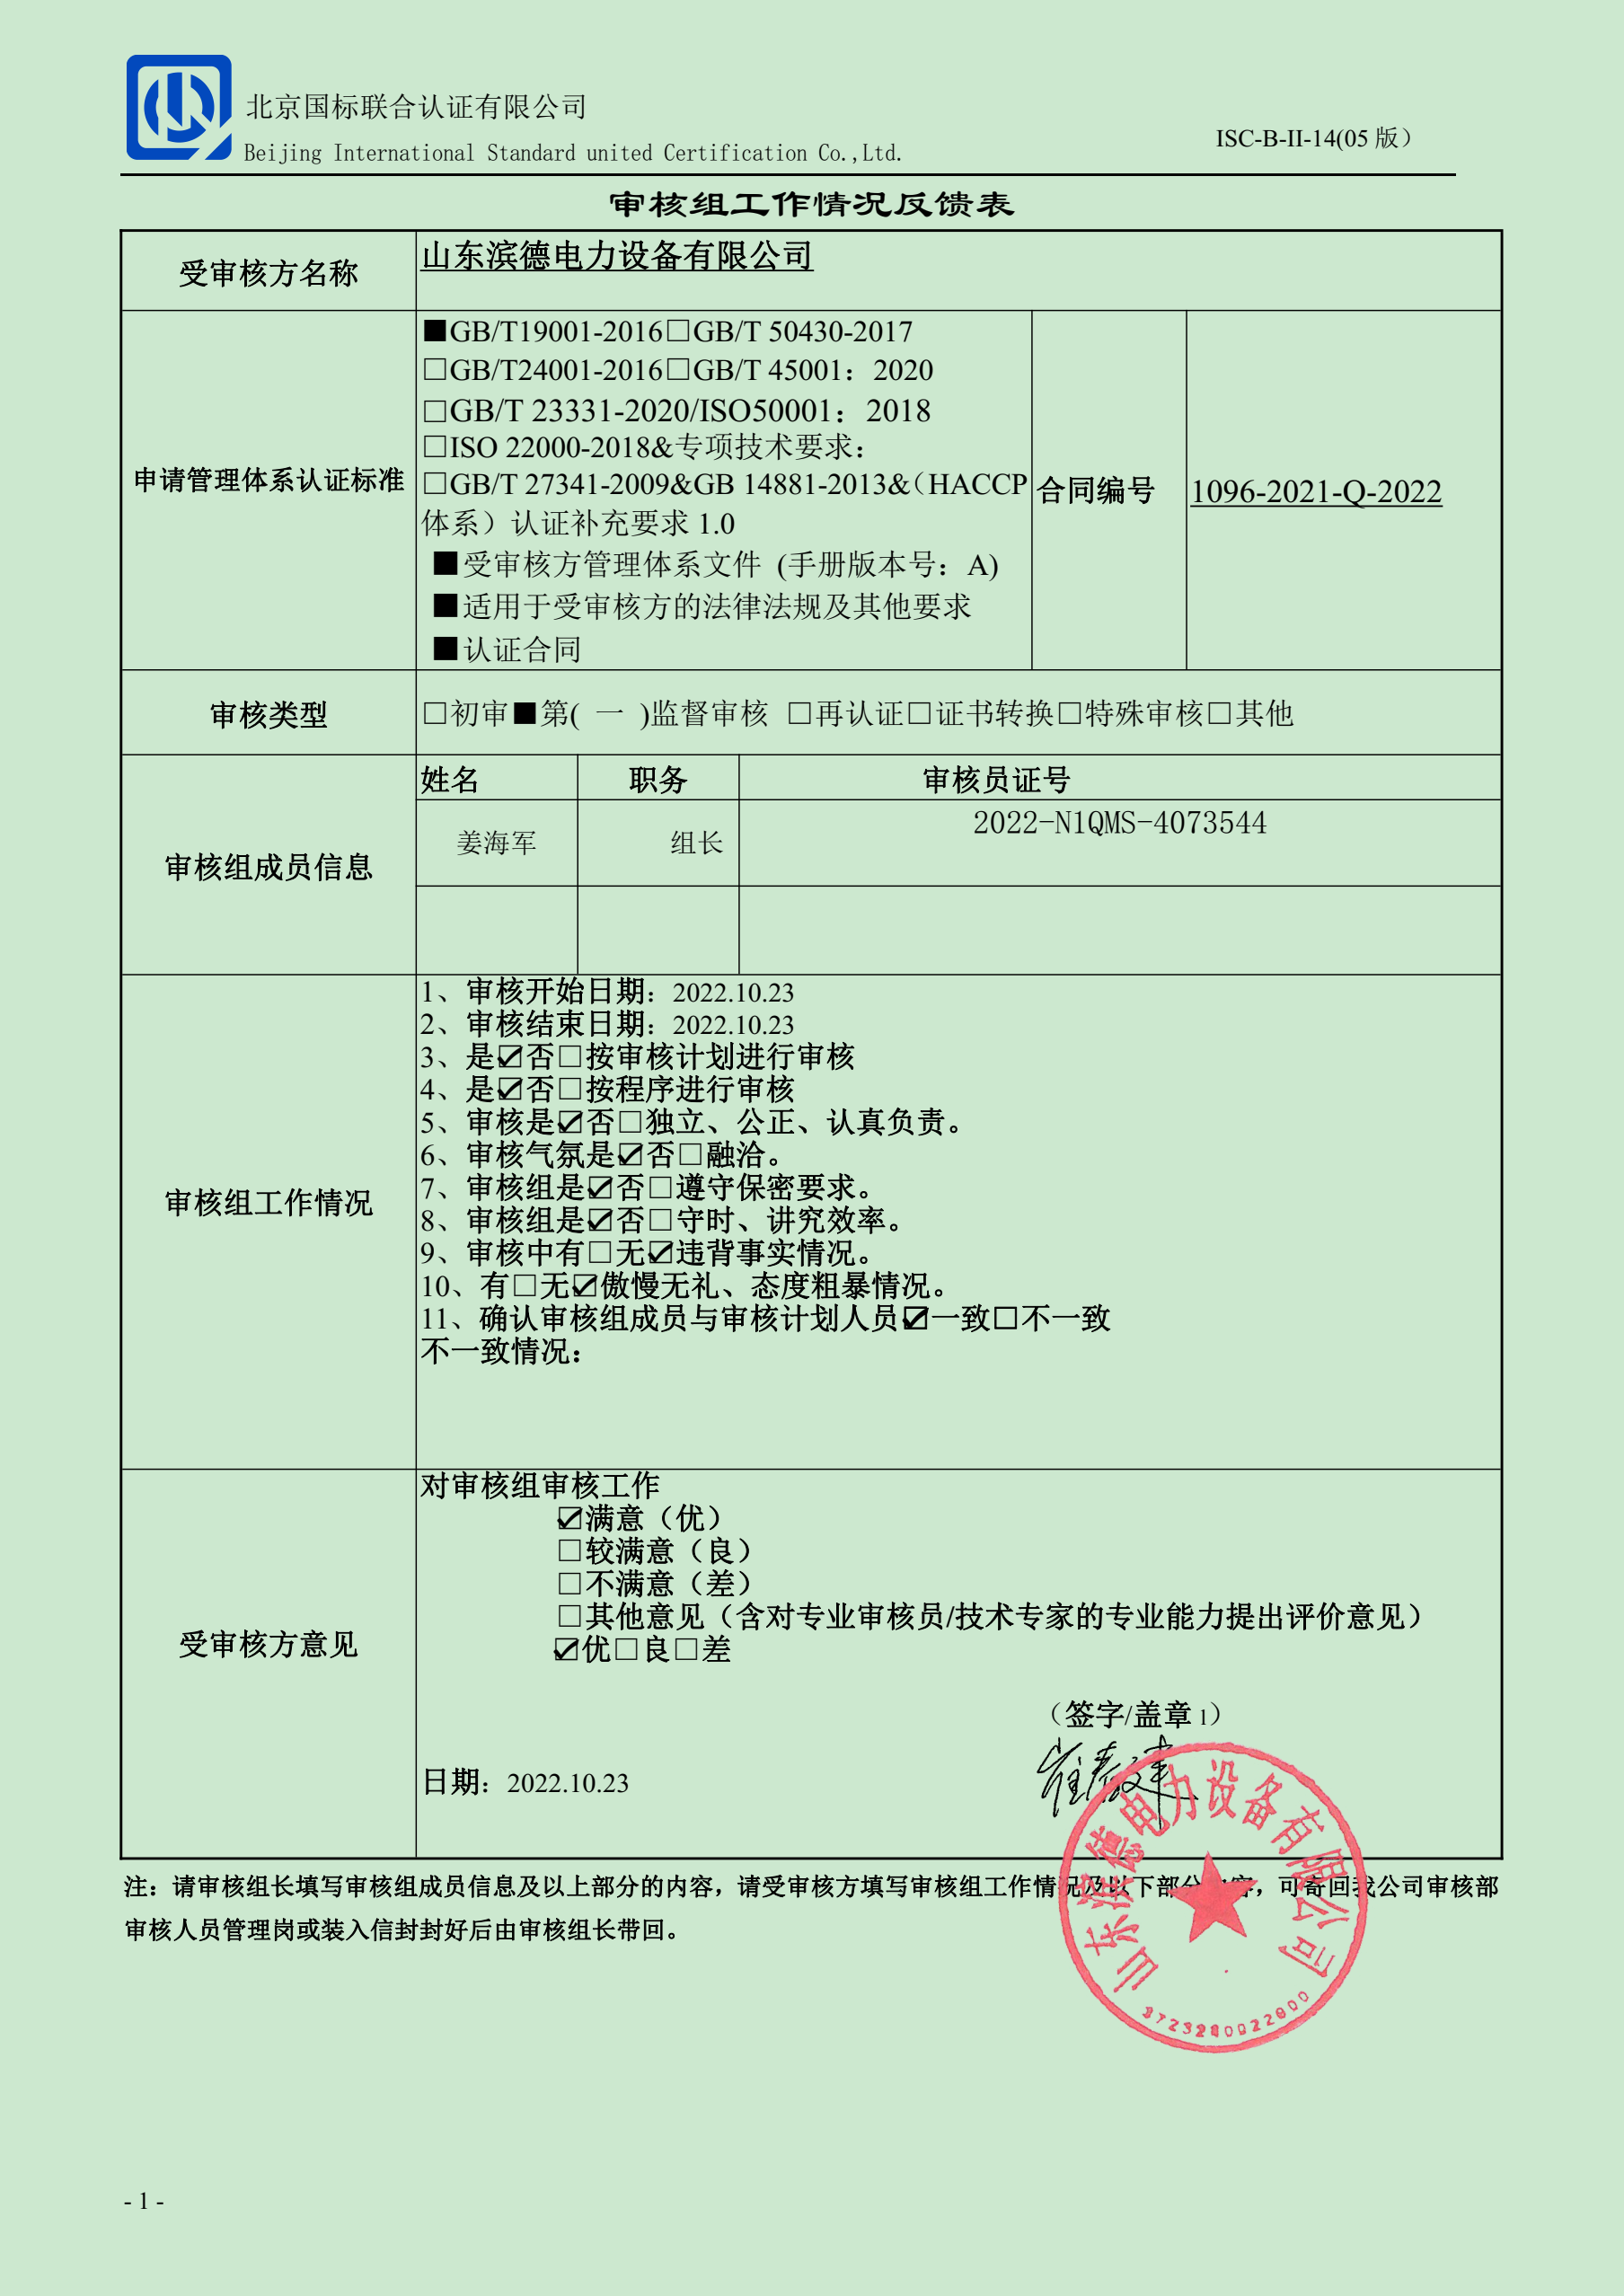 北京国标联合认证有限公司
Beijing International Standard united Certification Co.,Ltd.
ISC-B-II-14(05 版）
审核组工作情况反馈表
受审核方名称
山东滨德电力设备有限公司
申请管理体系认证标准
■GB/T19001-2016□GB/T 50430-2017
□GB/T24001-2016□GB/T 45001：2020
□GB/T 23331-2020/ISO50001：2018
□ISO 22000-2018&专项技术要求：
□GB/T 27341-2009&GB 14881-2013&（HACCP
体系）认证补充要求 1.0
■受审核方管理体系文件 (手册版本号：A)
■适用于受审核方的法律法规及其他要求
■认证合同
合同编号
1096-2021-Q-2022
审核类型
□初审■第( 一 )监督审核 □再认证□证书转换□特殊审核□其他
审核组成员信息
姓名 职务 审核员证号
姜海军 组长 2022-N1QMS-4073544
审核组工作情况
1、审核开始日期：2022.10.23
2、审核结束日期：2022.10.23
3、是☑否□按审核计划进行审核
4、是☑否□按程序进行审核
5、审核是☑否□独立、公正、认真负责。
6、审核气氛是☑否□融洽。
7、审核组是☑否□遵守保密要求。
8、审核组是☑否□守时、讲究效率。
9、审核中有□无☑违背事实情况。
10、有□无☑傲慢无礼、态度粗暴情况。
11、确认审核组成员与审核计划人员☑一致□不一致
不一致情况：
受审核方意见
对审核组审核工作
☑满意（优）
□较满意（良）
□不满意（差）
□其他意见（含对专业审核员/技术专家的专业能力提出评价意见）
☑优□良□差
（签字/盖章 1）
日期：2022.10.23
山东滨德电力设备有限公司
注：请审核组长填写审核组成员信息及以上部分的内容，请受审核方填写审核组工作情况及以下部分内容，可寄回我公司审核部
审核人员管理岗或装入信封封好后由审核组长带回。
- 1 -